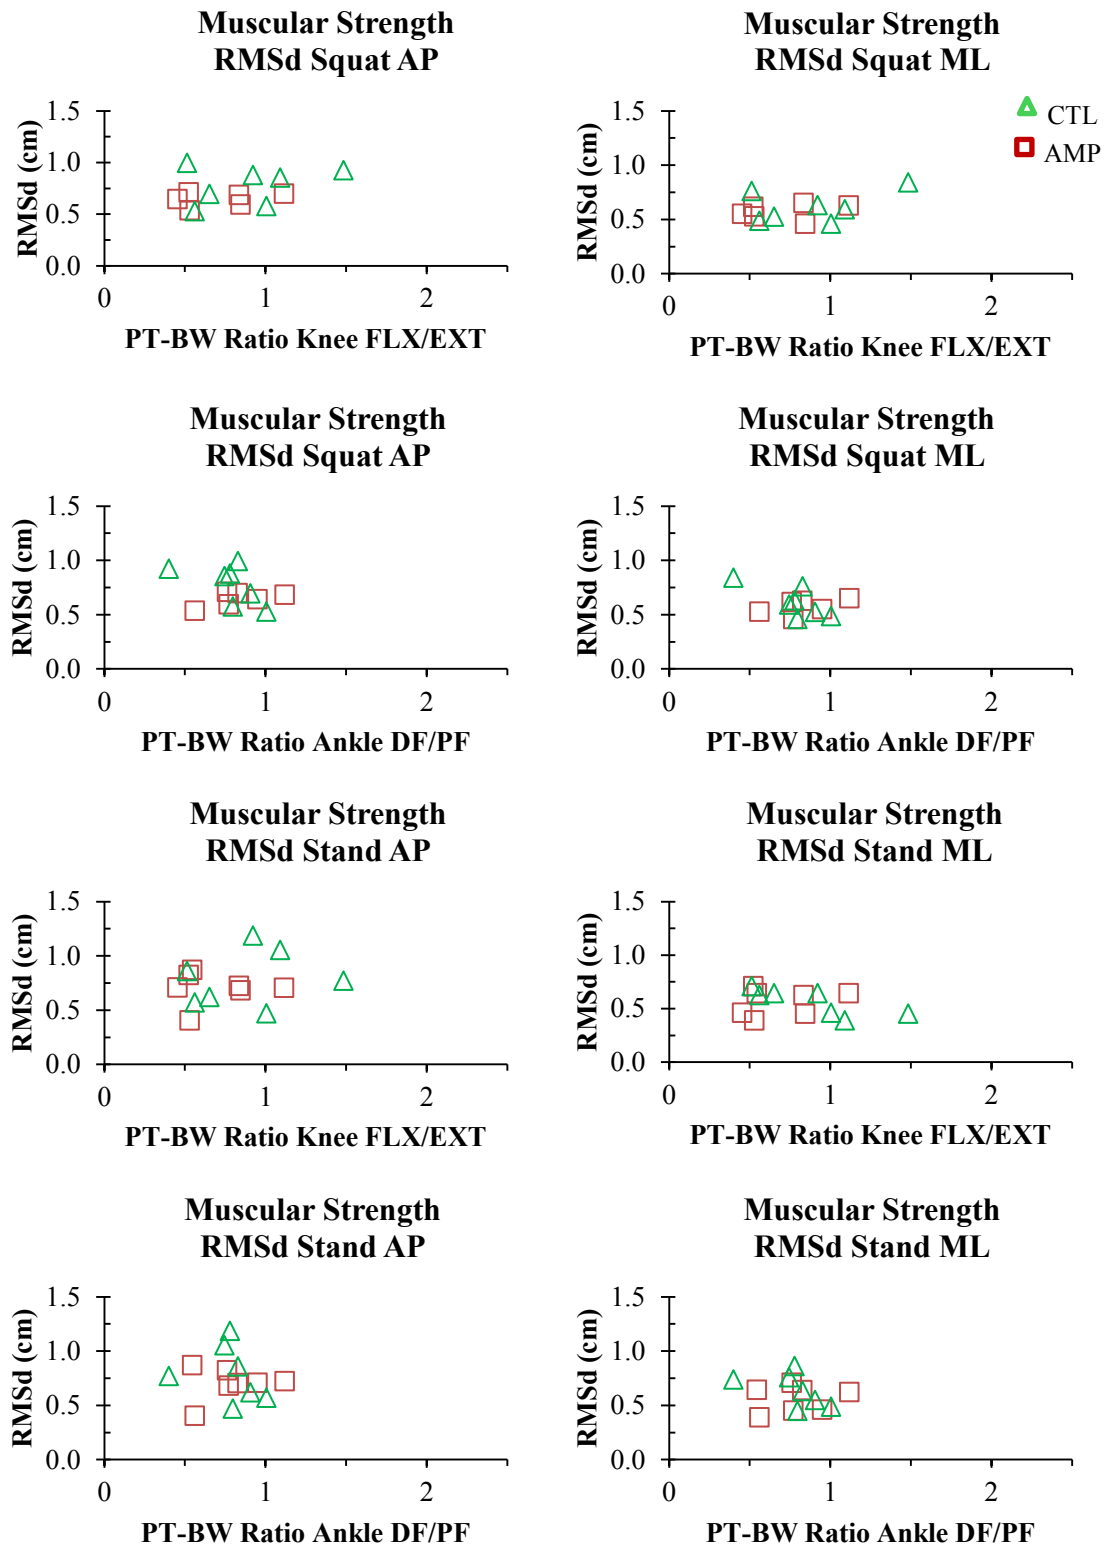 Muscular Strength
RMSd Squat AP
1.5
1.0
0.5
0.0
RMSd (cm)
0
1
2
PT-BW Ratio Knee FLX/EXT
Muscular Strength
RMSd Squat ML
CTL
AMP
1.5
1.0
0.5
0.0
RMSd (cm)
0
1
2
PT-BW Ratio Knee FLX/EXT
Muscular Strength
RMSd Squat AP
1.5
1.0
0.5
0.0
RMSd (cm)
0
1
2
PT-BW Ratio Ankle DF/PF
Muscular Strength
RMSd Squat ML
1.5
1.0
0.5
0.0
RMSd (cm)
0
1
2
PT-BW Ratio Ankle DF/PF
Muscular Strength
RMSd Stand AP
1.5
1.0
0.5
0.0
RMSd (cm)
0
1
2
PT-BW Ratio Knee FLX/EXT
Muscular Strength
RMSd Stand ML
1.5
1.0
0.5
0.0
RMSd (cm)
0
1
2
PT-BW Ratio Knee FLX/EXT
Muscular Strength
RMSd Stand AP
1.5
1.0
0.5
0.0
RMSd (cm)
0
1
2
PT-BW Ratio Ankle DF/PF
Muscular Strength
RMSd Stand ML
1.5
1.0
0.5
0.0
RMSd (cm)
0
1
2
PT-BW Ratio Ankle DF/PF